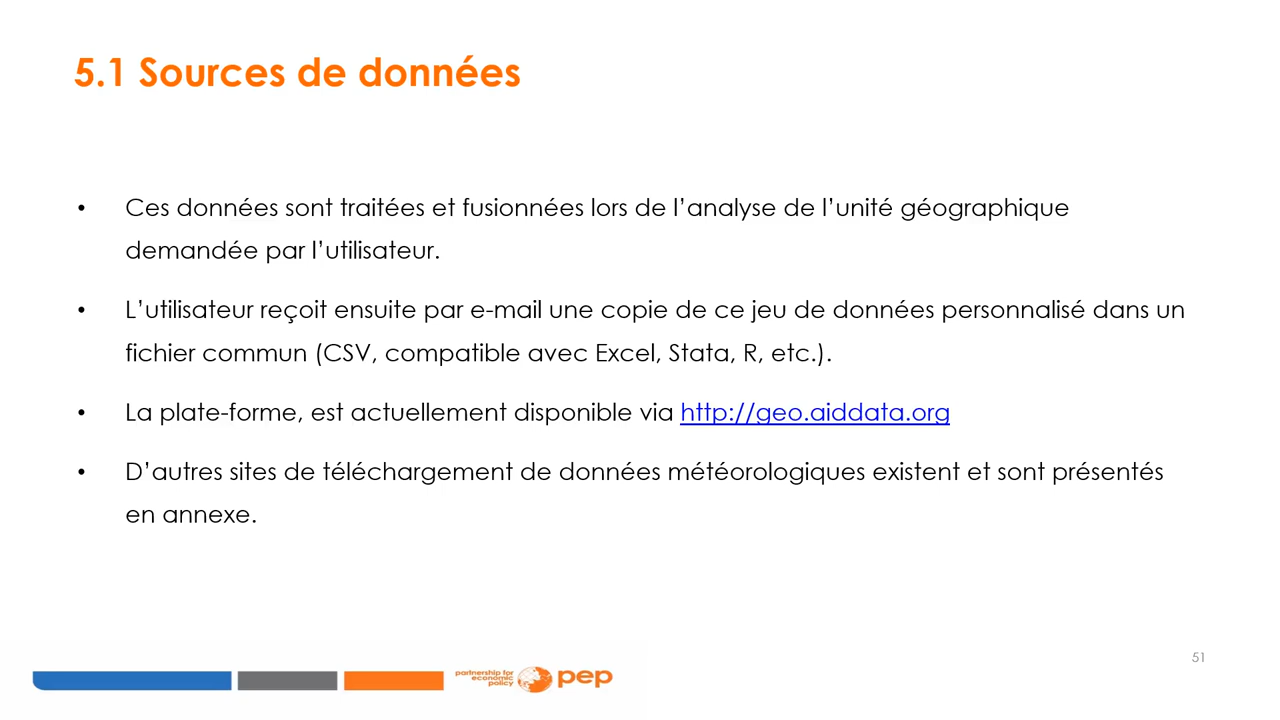 5.1 Sources de données
• Ces données sont traitées et fusionnées lors de l’analyse de l’unité géographique
demandée par l’utilisateur.
• L’utilisateur reçoit ensuite par e-mail une copie de ce jeu de données personnalisé dans un
fichier commun (CSV, compatible avec Excel, Stata, R, etc.).
• La plate-forme, est actuellement disponible via http://geo.aiddata.org
• D’autres sites de téléchargement de données météorologiques existent et sont présentés
en annexe.
51
partnership for
economic
policy
pep